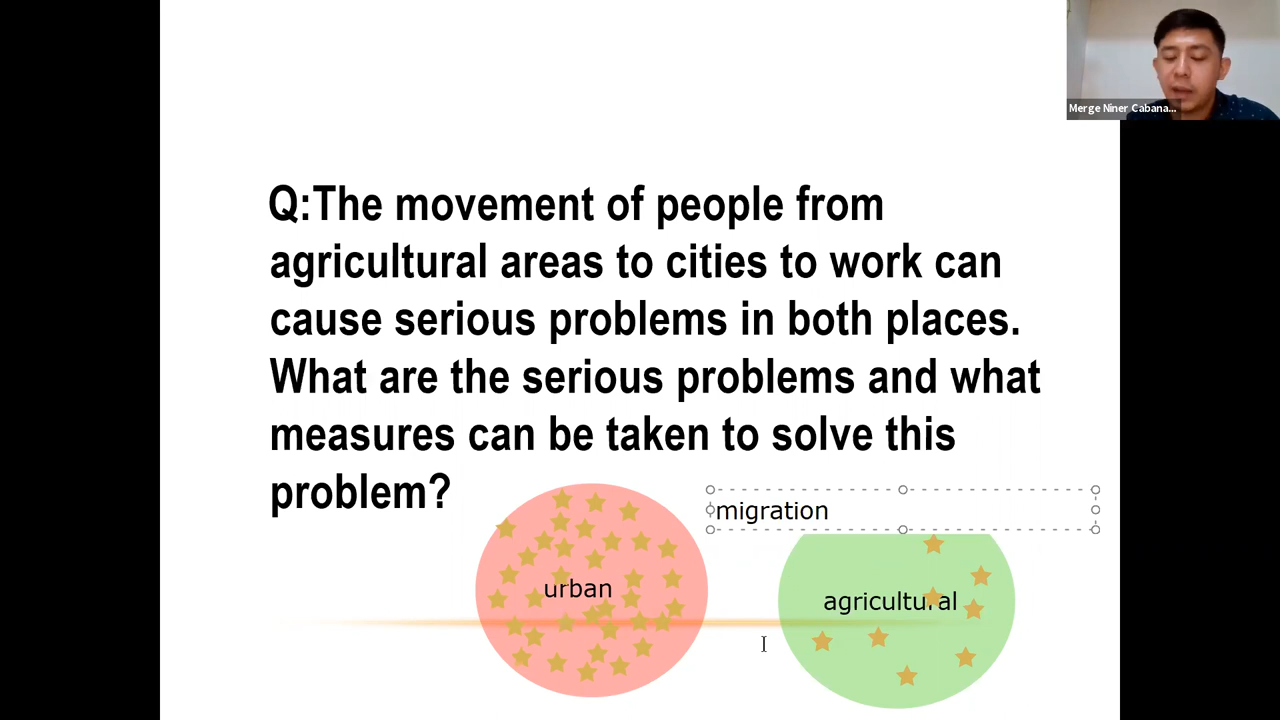 Merge Niner Cabana...
Q:The movement of people from
agricultural areas to cities to work can
cause serious problems in both places.
What are the serious problems and what
measures can be taken to solve this
problem?
migration
urban
agricultural